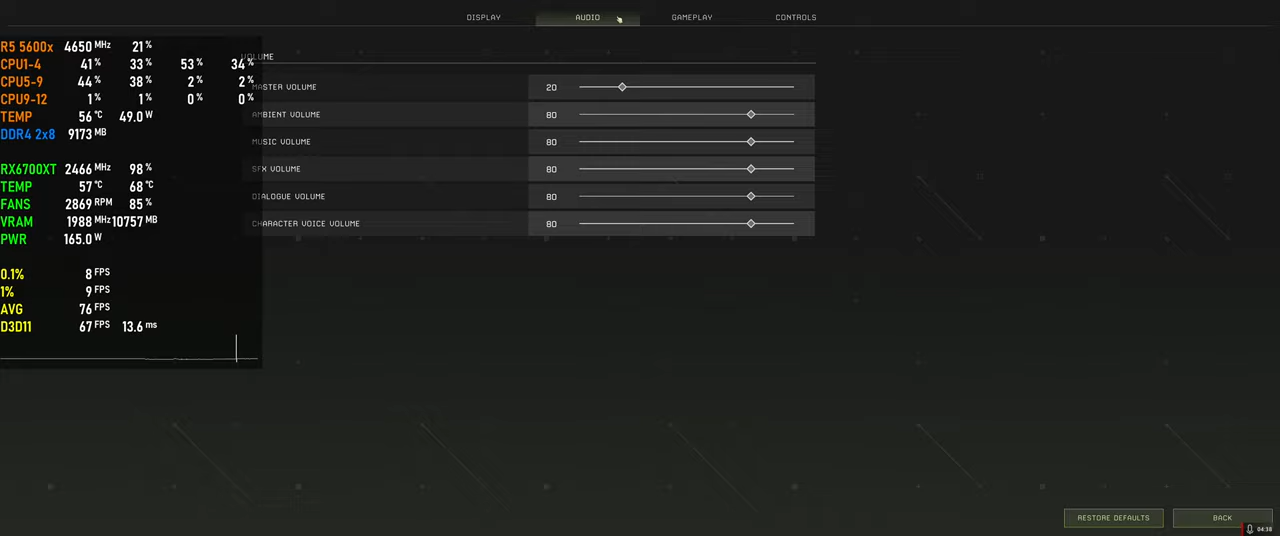 DISPLAY AUDIO GAMEPLAY CONTROLS
R5 5600x 4650 MHz 21 %
VOLUME
CPU1-4 41 % 33 % 53 % 34 %
CPU5-9 44 % 38 % 2 % 2 %
MASTER VOLUME 20
CPU9-12 1 % 1 % 0 % 0 %
TEMP 56 °C 49.0 W
AMBIENT VOLUME 80
DDR4 2x8 9173 MB
MUSIC VOLUME 80
RX6700XT 2466 MHz 98 %
SFX VOLUME 80
TEMP 57 °C 68 °C
DIALOGUE VOLUME 80
FANS 2869 RPM 85 %
VRAM 1988 MHz 10757 MB
CHARACTER VOICE VOLUME 80
PWR 165.0 W
0.1% 8 FPS
1% 9 FPS
AVG 76 FPS
D3D11 67 FPS 13.6 ms
RESTORE DEFAULTS BACK
04:38